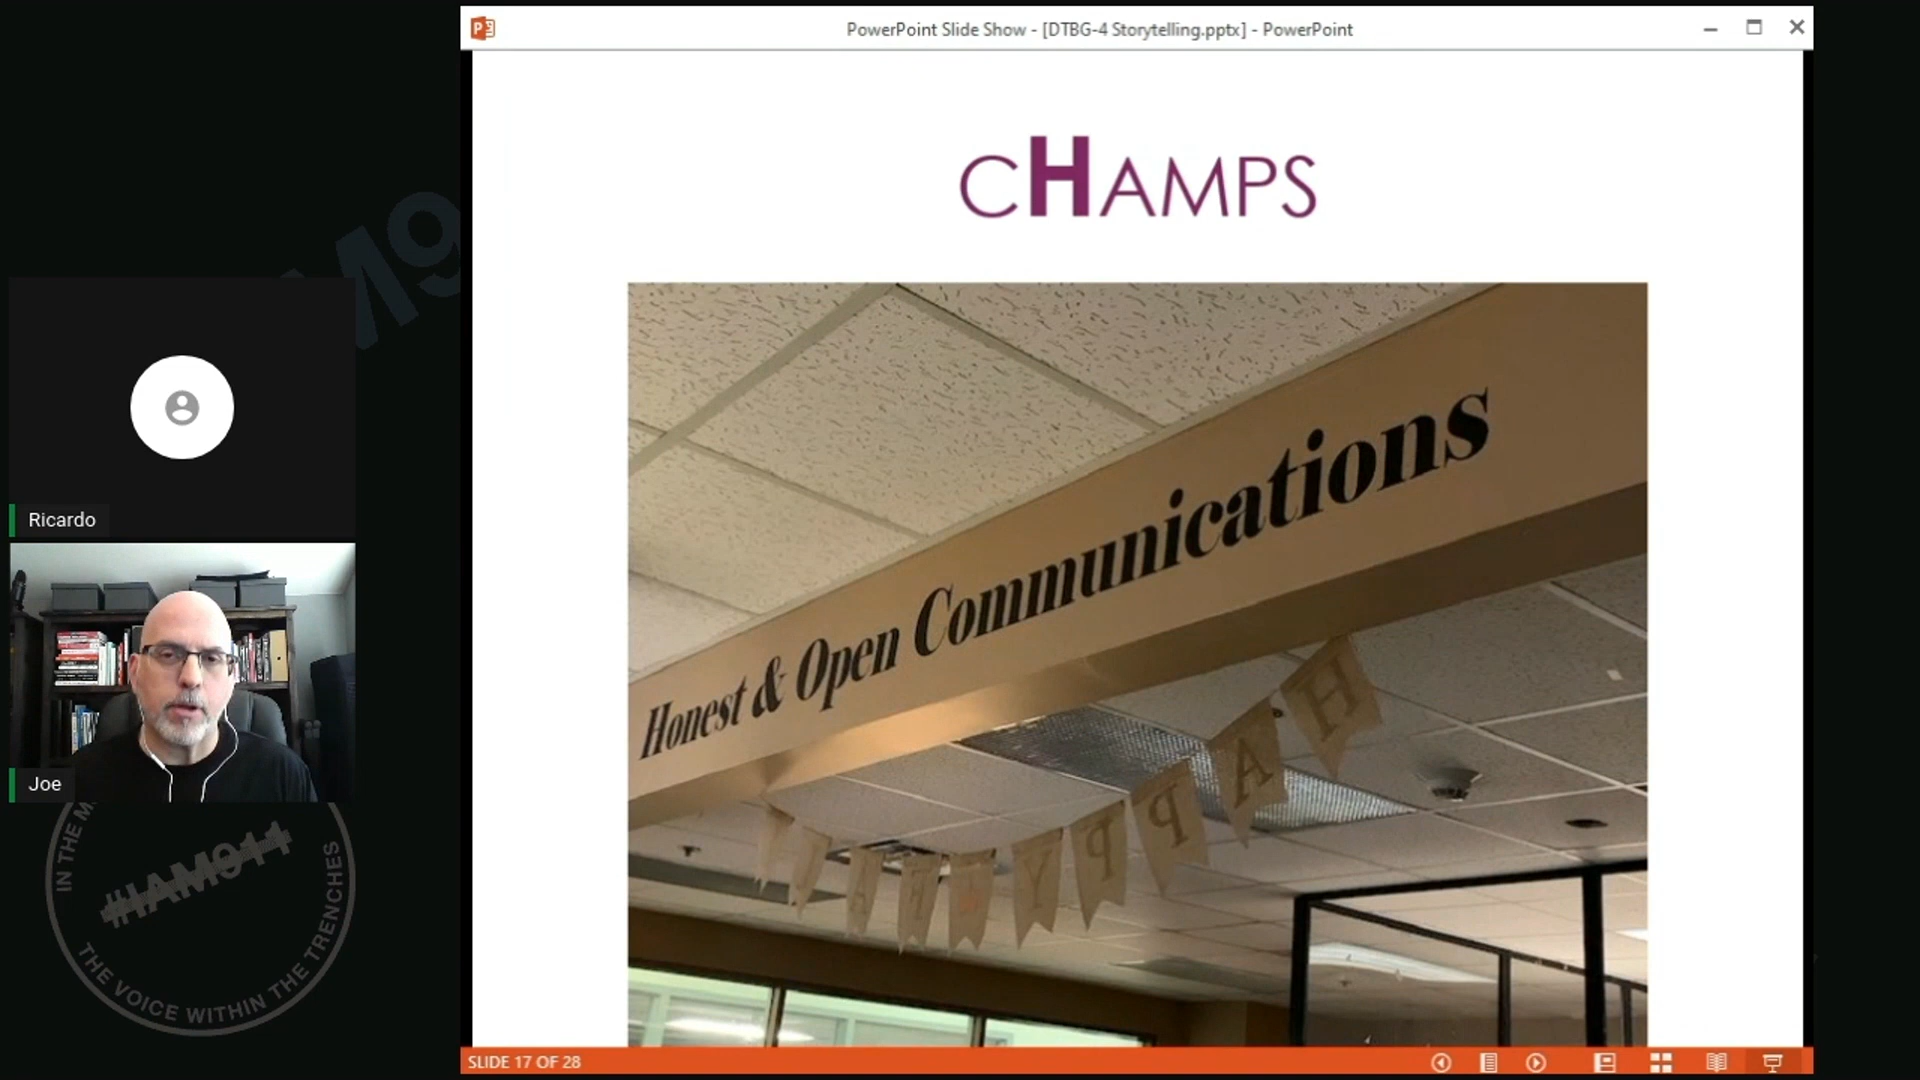 PowerPoint Slide Show - [DTBG-4 Storytelling.pptx] - PowerPoint
cHAMPS
Honest & Open Communications
HAPPY
M9
Ricardo
Joe
IN THE M
#IAM911
THE VOICE WITHIN THE TRENCHES
SLIDE 17 OF 28